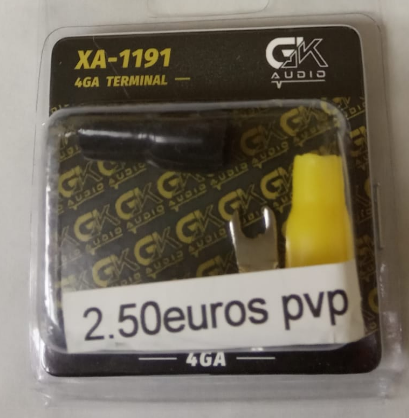 XA-1191
GK
AUDIO
4GA TERMINAL
2.50euros pvp
4GA